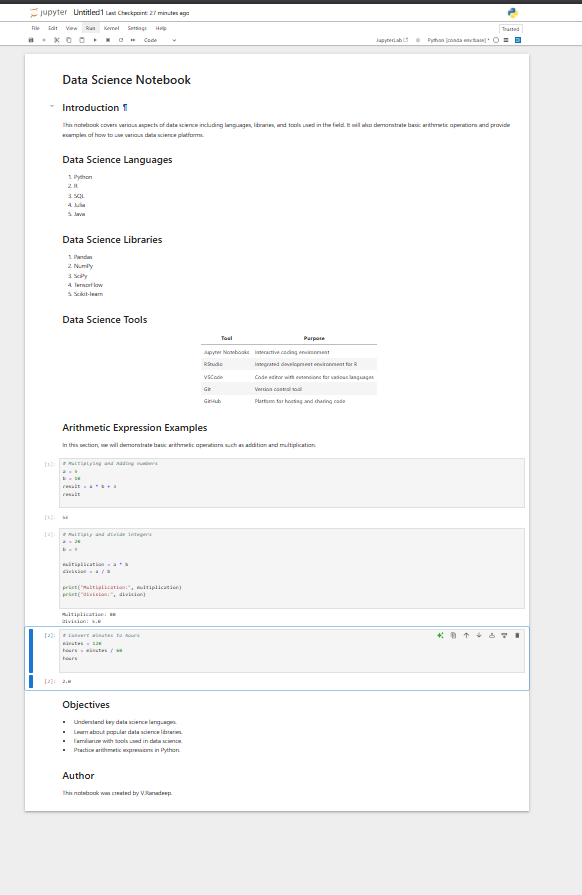 jupyter Untitled1 Last Checkpoint: 27 minutes ago
File Edit View Run Kernel Settings Help
Trusted
Code
JupyterLab
Python [conda env:base] *
Data Science Notebook
Introduction ¶
This notebook covers various aspects of data science including languages, libraries, and tools used in the field. It will also demonstrate basic arithmetic operations and provide
examples of how to use various data science platforms.
Data Science Languages
1. Python
2. R
3. SQL
4. Julia
5. Java
Data Science Libraries
1. Pandas
2. NumPy
3. SciPy
4. TensorFlow
5. Scikit-learn
Data Science Tools
Tool Purpose
Jupyter Notebooks Interactive coding environment
RStudio Integrated development environment for R
VSCode Code editor with extensions for various languages
Git Version control tool
GitHub Platform for hosting and sharing code
Arithmetic Expression Examples
In this section, we will demonstrate basic arithmetic operations such as addition and multiplication.
# Multiplying and Adding numbers
a = 5
b = 10
result = a * b + 3
result
53
# Multiply and divide integers
a = 20
b = 4
multiplication = a * b
division = a / b
print("Multiplication:", multiplication)
print("Division:", division)
Multiplication: 80
Division: 5.0
[2]:
# Convert minutes to hours
minutes = 120
hours = minutes / 60
hours
[2]: 2.0
Objectives
Understand key data science languages.
Learn about popular data science libraries.
Familiarize with tools used in data science.
Practice arithmetic expressions in Python.
Author
This notebook was created by V.Ranadeep.